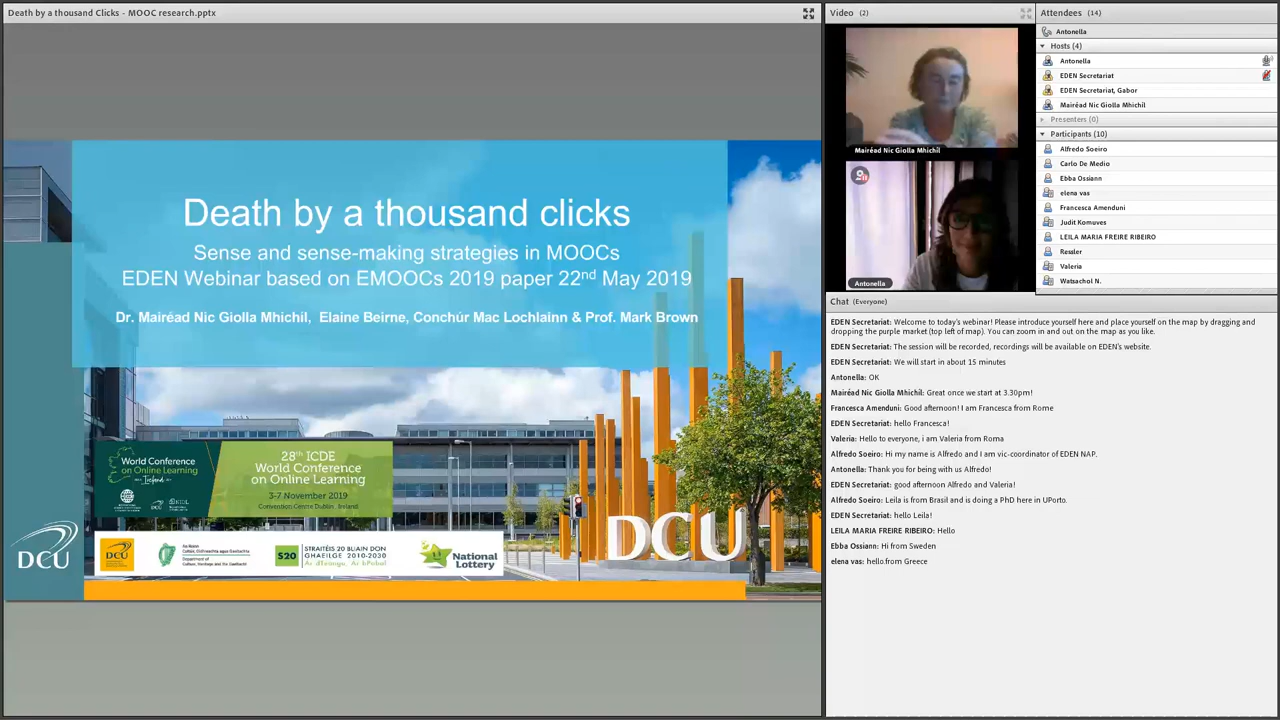 Death by a thousand Clicks - MOOC research.pptx
Death by a thousand clicks
Sense and sense-making strategies in MOOCs
EDEN Webinar based on EMOOCs 2019 paper 22nd May 2019
Dr. Mairéad Nic Giolla Mhichil, Elaine Beirne, Conchúr Mac Lochlainn & Prof. Mark Brown
World Conference
on Online Learning
Ireland
28th ICDE
World Conference
on Online Learning
3-7 November 2019
Convention Centre Dublin, Ireland
DCU
DCU
S20
STRAITÉIS 20 BLIAIN DON
GHAEILGE 2010-2030
National
Lottery
DCU
Video (2)
Mairéad Nic Giolla Mhichíl
Antonella
Attendees (14)
Antonella
Hosts (4)
Antonella
EDEN Secretariat
EDEN Secretariat, Gabor
Mairéad Nic Giolla Mhichíl
Presenters (0)
Participants (10)
Alfredo Soeiro
Carlo De Medio
Ebba Ossiann
elena vas
Francesca Amenduni
Judit Komuves
LEILA MARIA FREIRE RIBEIRO
Ressler
Valeria
Watsachol N.
Chat (Everyone)
EDEN Secretariat: Welcome to today's webinar! Please introduce yourself here and place yourself on the map by dragging and
dropping the purple market (top left of map). You can zoom in and out on the map as you like.
EDEN Secretariat: The session will be recorded, recordings will be available on EDEN's website.
EDEN Secretariat: We will start in about 15 minutes
Antonella: OK
Mairéad Nic Giolla Mhichíl: Great once we start at 3.30pm!
Francesca Amenduni: Good afternoon! I am Francesca from Rome
EDEN Secretariat: hello Francesca!
Valeria: Hello to everyone, i am Valeria from Roma
Alfredo Soeiro: Hi my name is Alfredo and I am vic-coordinator of EDEN NAP.
Antonella: Thank you for being with us Alfredo!
EDEN Secretariat: good afternoon Alfredo and Valeria!
Alfredo Soeiro: Leila is from Brasil and is doing a PhD here in UPorto.
EDEN Secretariat: hello Leila!
LEILA MARIA FREIRE RIBEIRO: Hello
Ebba Ossiann: Hi from Sweden
elena vas: hello.from Greece